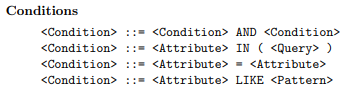 Conditions
<Condition> ::= <Condition> AND <Condition>
<Condition> ::= <Attribute> IN ( <Query> )
<Condition> ::= <Attribute> = <Attribute>
<Condition> ::= <Attribute> LIKE <Pattern>